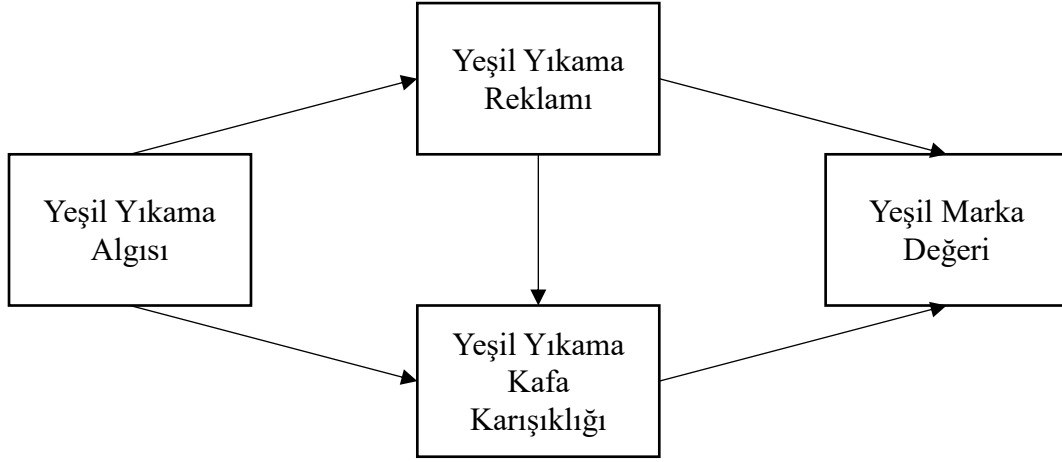 Yeşil Yıkama
Reklamı
Yeşil Yıkama
Algısı
Yeşil Marka
Değeri
Yeşil Yıkama
Kafa
Karışıklığı